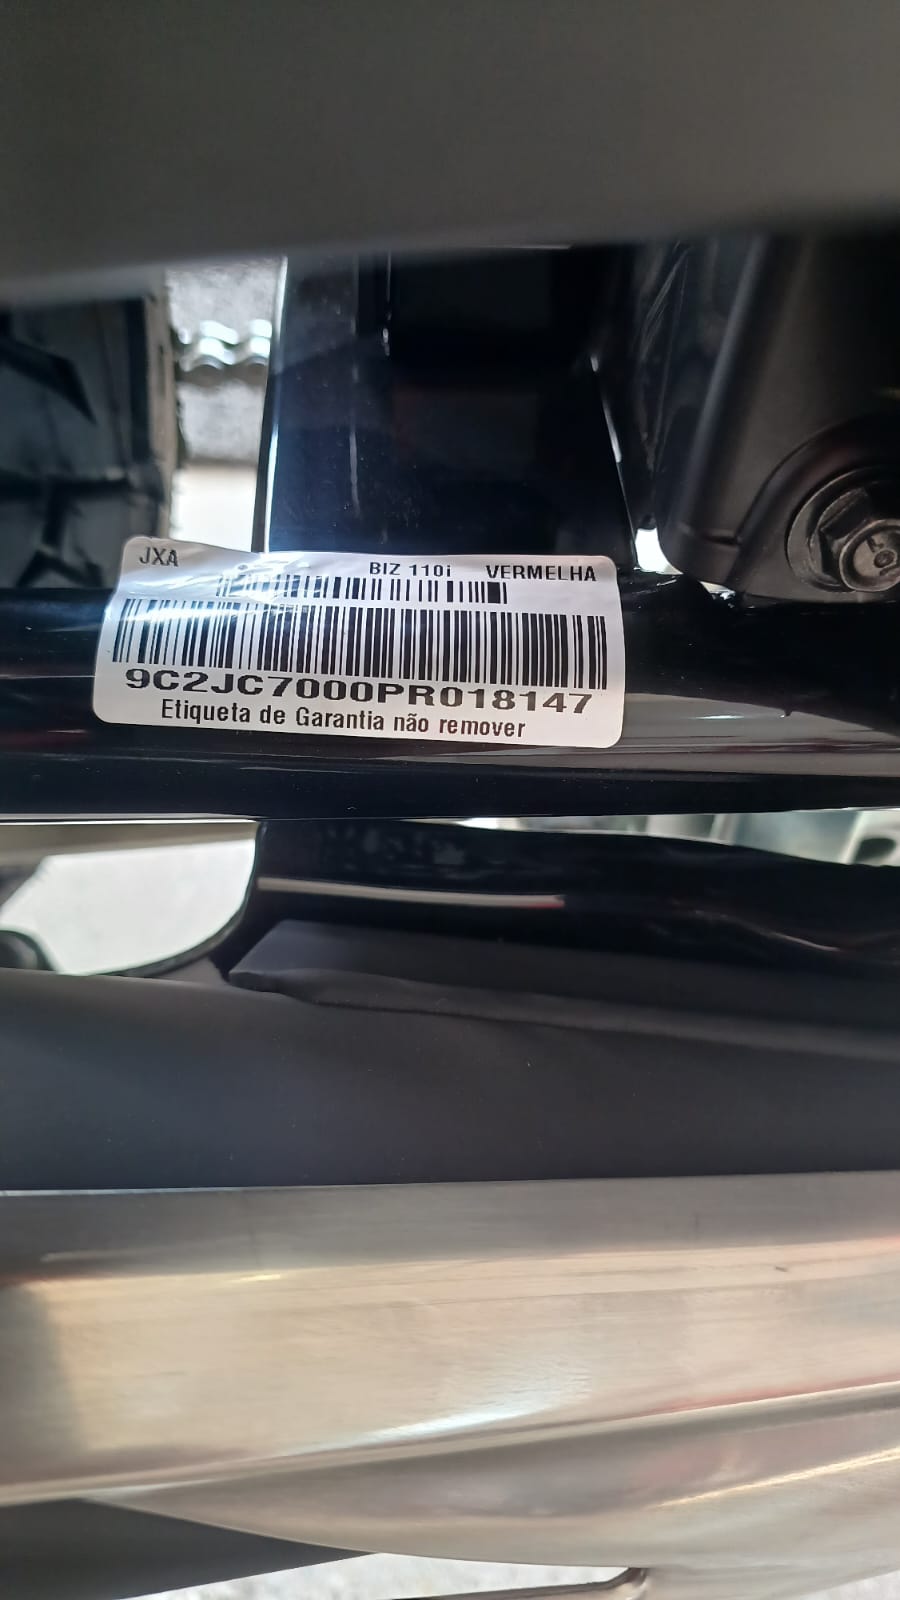 JXA BIZ 110i VERMELHA
9C2JC7000PR018147
Etiqueta de Garantia não remover